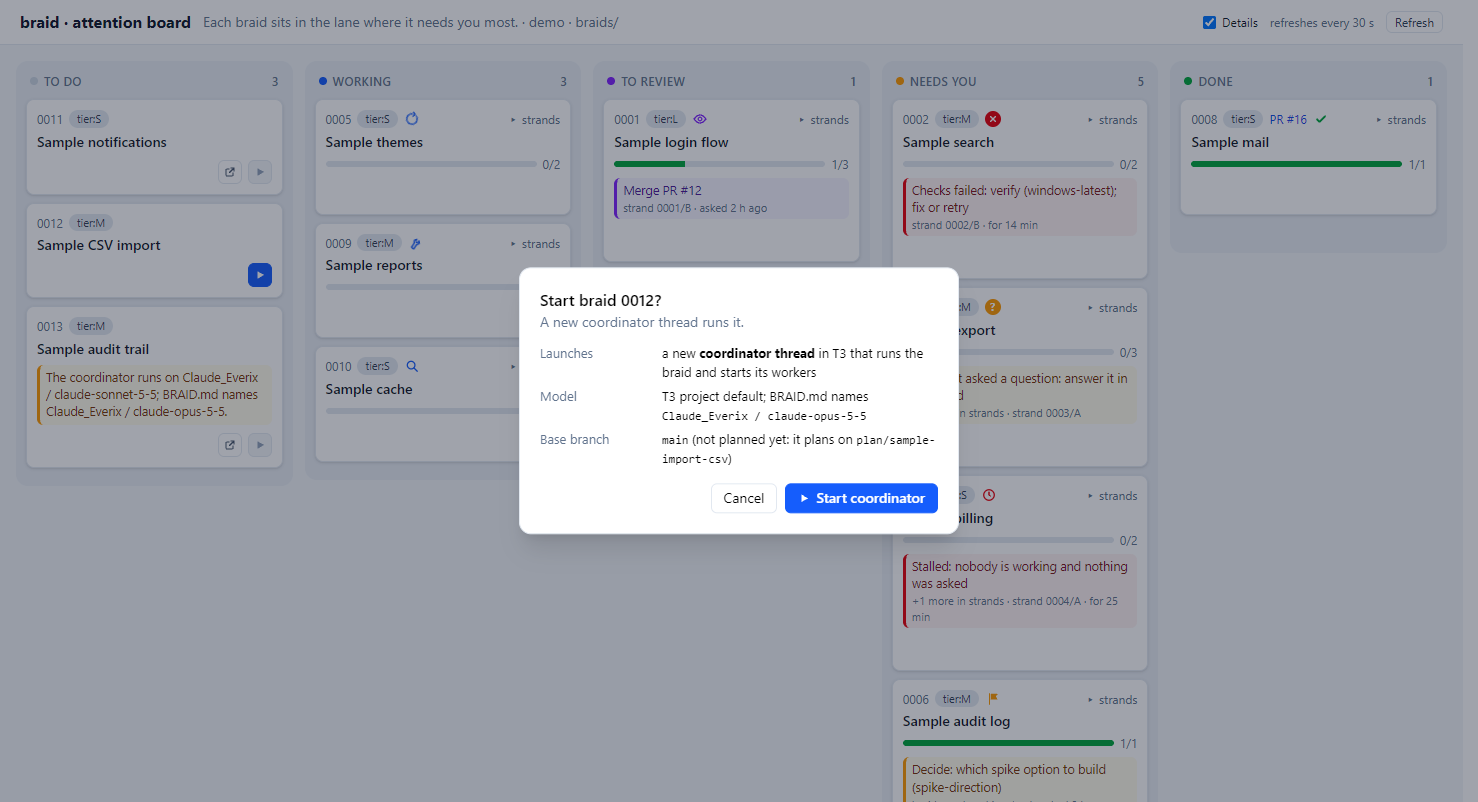 braid · attention board
Each braid sits in the lane where it needs you most. · demo · braids/
Details
refreshes every 30 s
Refresh
TO DO 3
0011 tier:S
Sample notifications
0012 tier:M
Sample CSV import
0013 tier:M
Sample audit trail
The coordinator runs on Claude_Everix
/ claude-sonnet-5-5; BRAID.md names
Claude_Everix / claude-opus-5-5.
WORKING 3
0005 tier:S strands
Sample themes
0/2
0009 tier:M strands
Sample reports
0010 tier:S
Sample cache
TO REVIEW 1
0001 tier:L strands
Sample login flow
1/3
Merge PR #12
strand 0001/B · asked 2 h ago
NEEDS YOU 5
0002 tier:M strands
Sample search
0/2
Checks failed: verify (windows-latest);
fix or retry
strand 0002/B · for 14 min
:M ? strands
export
0/3
t asked a question: answer it in
d
n strands · strand 0003/A
:S strands
billing
0/2
Stalled: nobody is working and nothing
was asked
+1 more in strands · strand 0004/A · for 25
min
0006 tier:M strands
Sample audit log
1/1
Decide: which spike option to build
(spike-direction)
DONE 1
0008 tier:S PR #16 strands
Sample mail
1/1
Start braid 0012?
A new coordinator thread runs it.
Launches a new coordinator thread in T3 that runs the
braid and starts its workers
Model T3 project default; BRAID.md names
Claude_Everix / claude-opus-5-5
Base branch main (not planned yet: it plans on plan/sample-
import-csv)
Cancel
Start coordinator